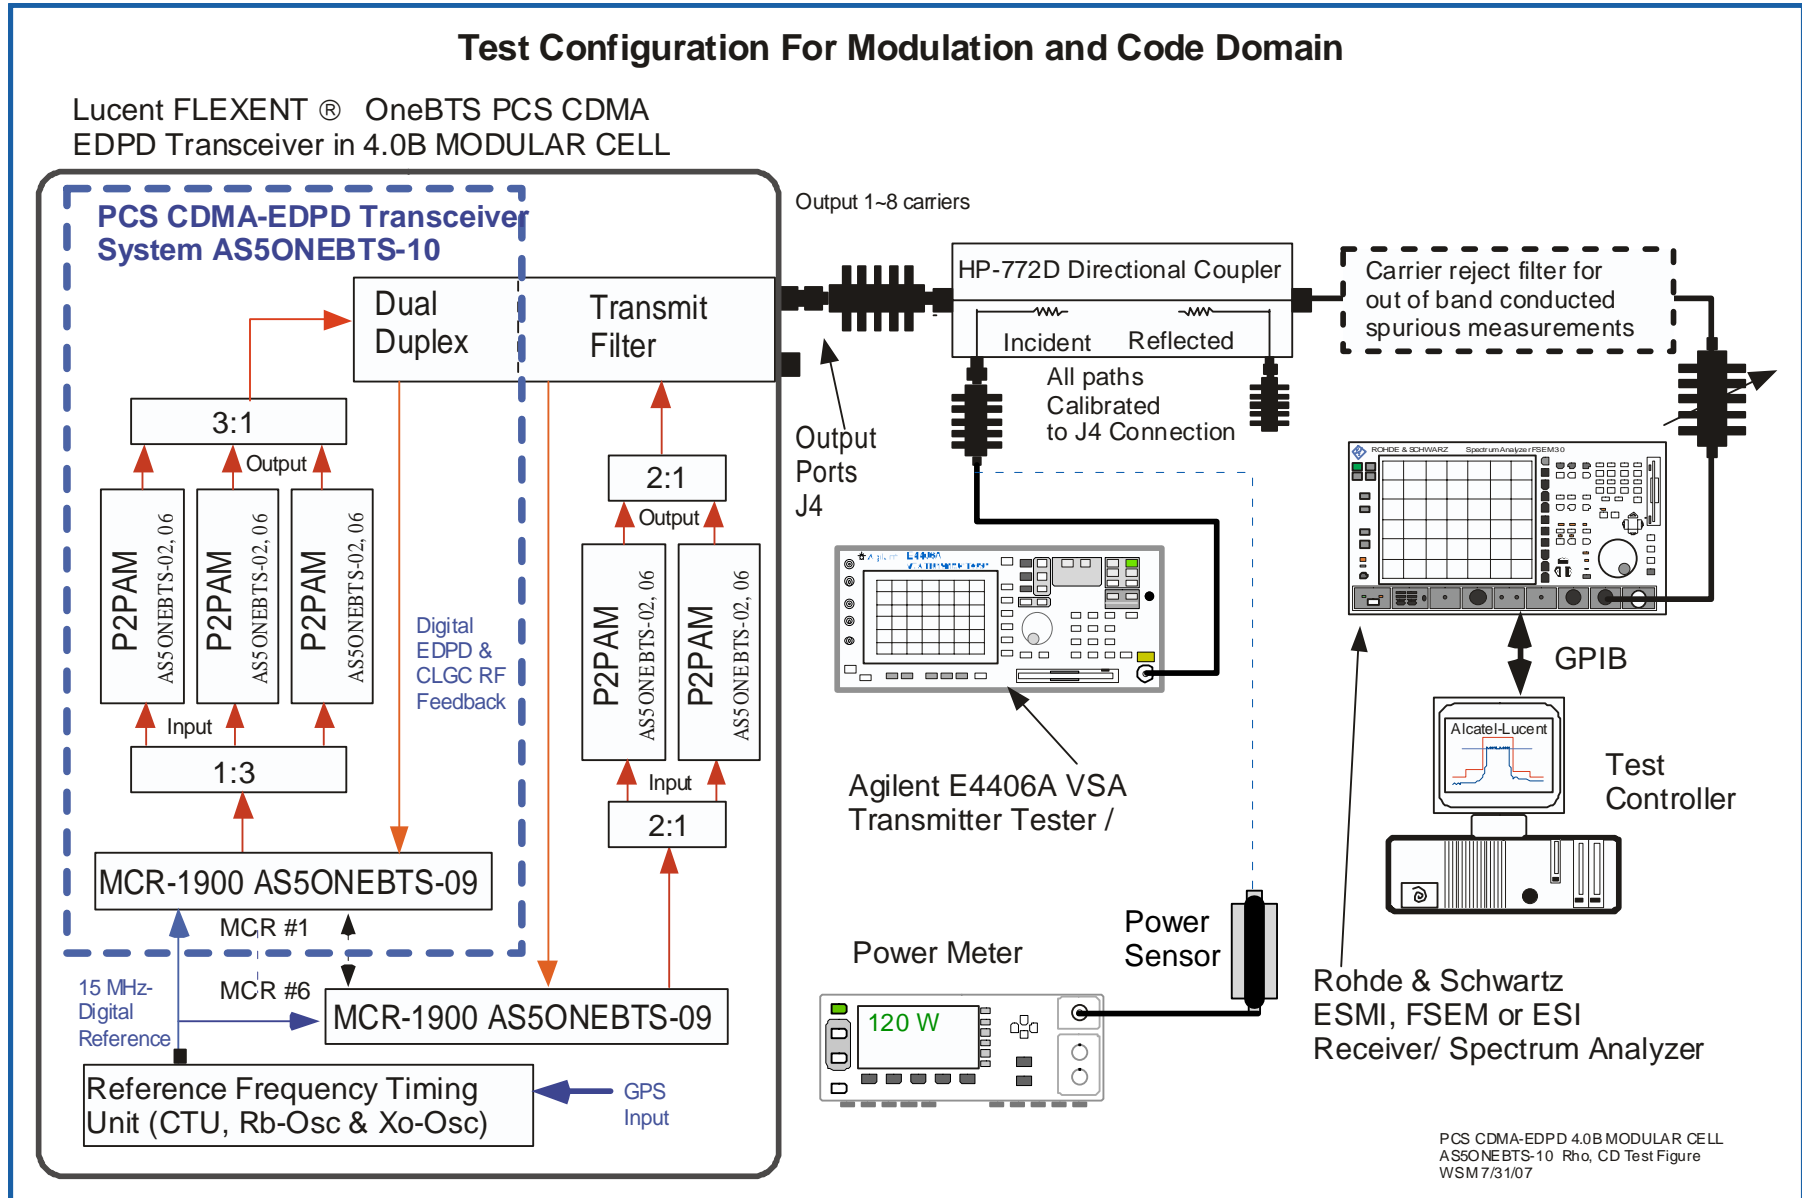 Test Configuration For Modulation and Code Domain
Lucent FLEXENT ® OneBTS PCS CDMA
EDPD Transceiver in 4.0B MODULAR CELL
PCS CDMA-EDPD Transceiver
System AS5ONEBTS-10
Dual
Duplex
Transmit
Filter
3:1
Output
P2PAM
AS5ONEBTS-02, 06
P2PAM
AS5ONEBTS-02, 06
P2PAM
AS5ONEBTS-02, 06
Input
1:3
MCR-1900 AS5ONEBTS-09
MCR #1
MCR #6
Digital
EDPD &
CLGC RF
Feedback
2:1
Output
P2PAM
AS5ONEBTS-02, 06
P2PAM
AS5ONEBTS-02, 06
Input
2:1
MCR-1900 AS5ONEBTS-09
15 MHz-
Digital
Reference
Reference Frequency Timing
Unit (CTU, Rb-Osc & Xo-Osc)
GPS
Input
Output 1~8 carriers
Output
Ports
J4
HP-772D Directional Coupler
Incident
Reflected
All paths
Calibrated
to J4 Connection
Carrier reject filter for
out of band conducted
spurious measurements
ROHDE & SCHWARZ
Spectrum Analyzer FSEM30
E4406A
Agilent E4406A VSA
Transmitter Tester /
GPIB
Alcatel-Lucent
Test
Controller
Power Meter
120 W
Power
Sensor
Rohde & Schwartz
ESMI, FSEM or ESI
Receiver/ Spectrum Analyzer
PCS CDMA-EDPD 4.0B MODULAR CELL
AS5ONEBTS-10 Rho, CD Test Figure
WSM 7/31/07